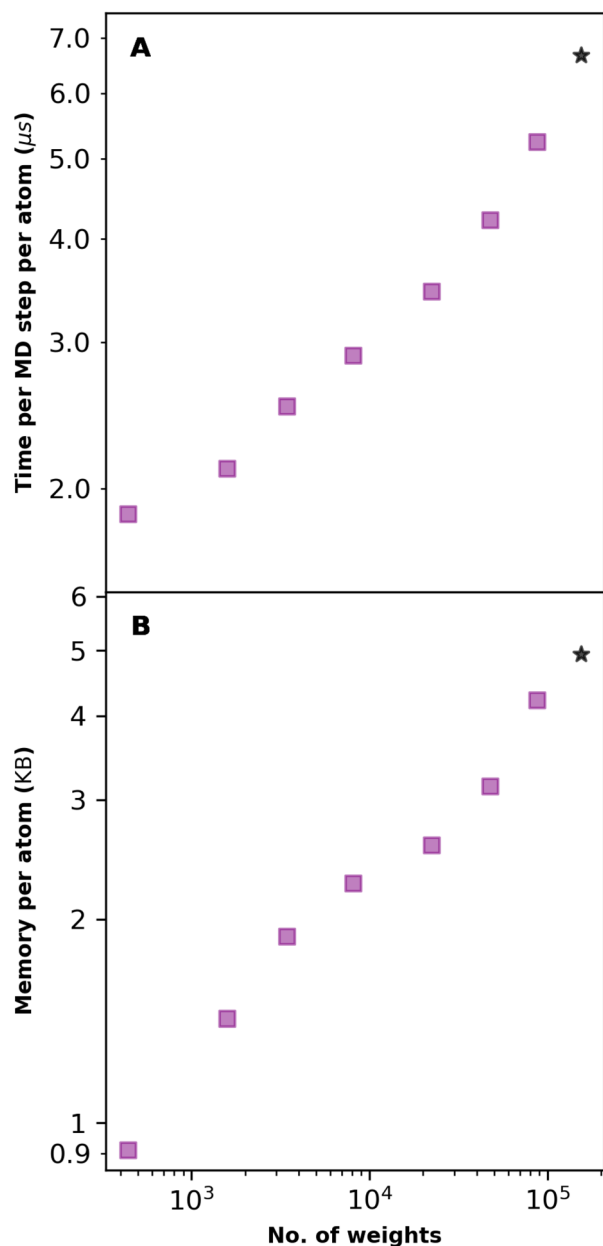 A
7.0
6.0
5.0
4.0
3.0
2.0
Time per MD step per atom (μs)
B
6
5
4
3
2
1
0.9
Memory per atom (KB)
10³ 10⁴ 10⁵
No. of weights